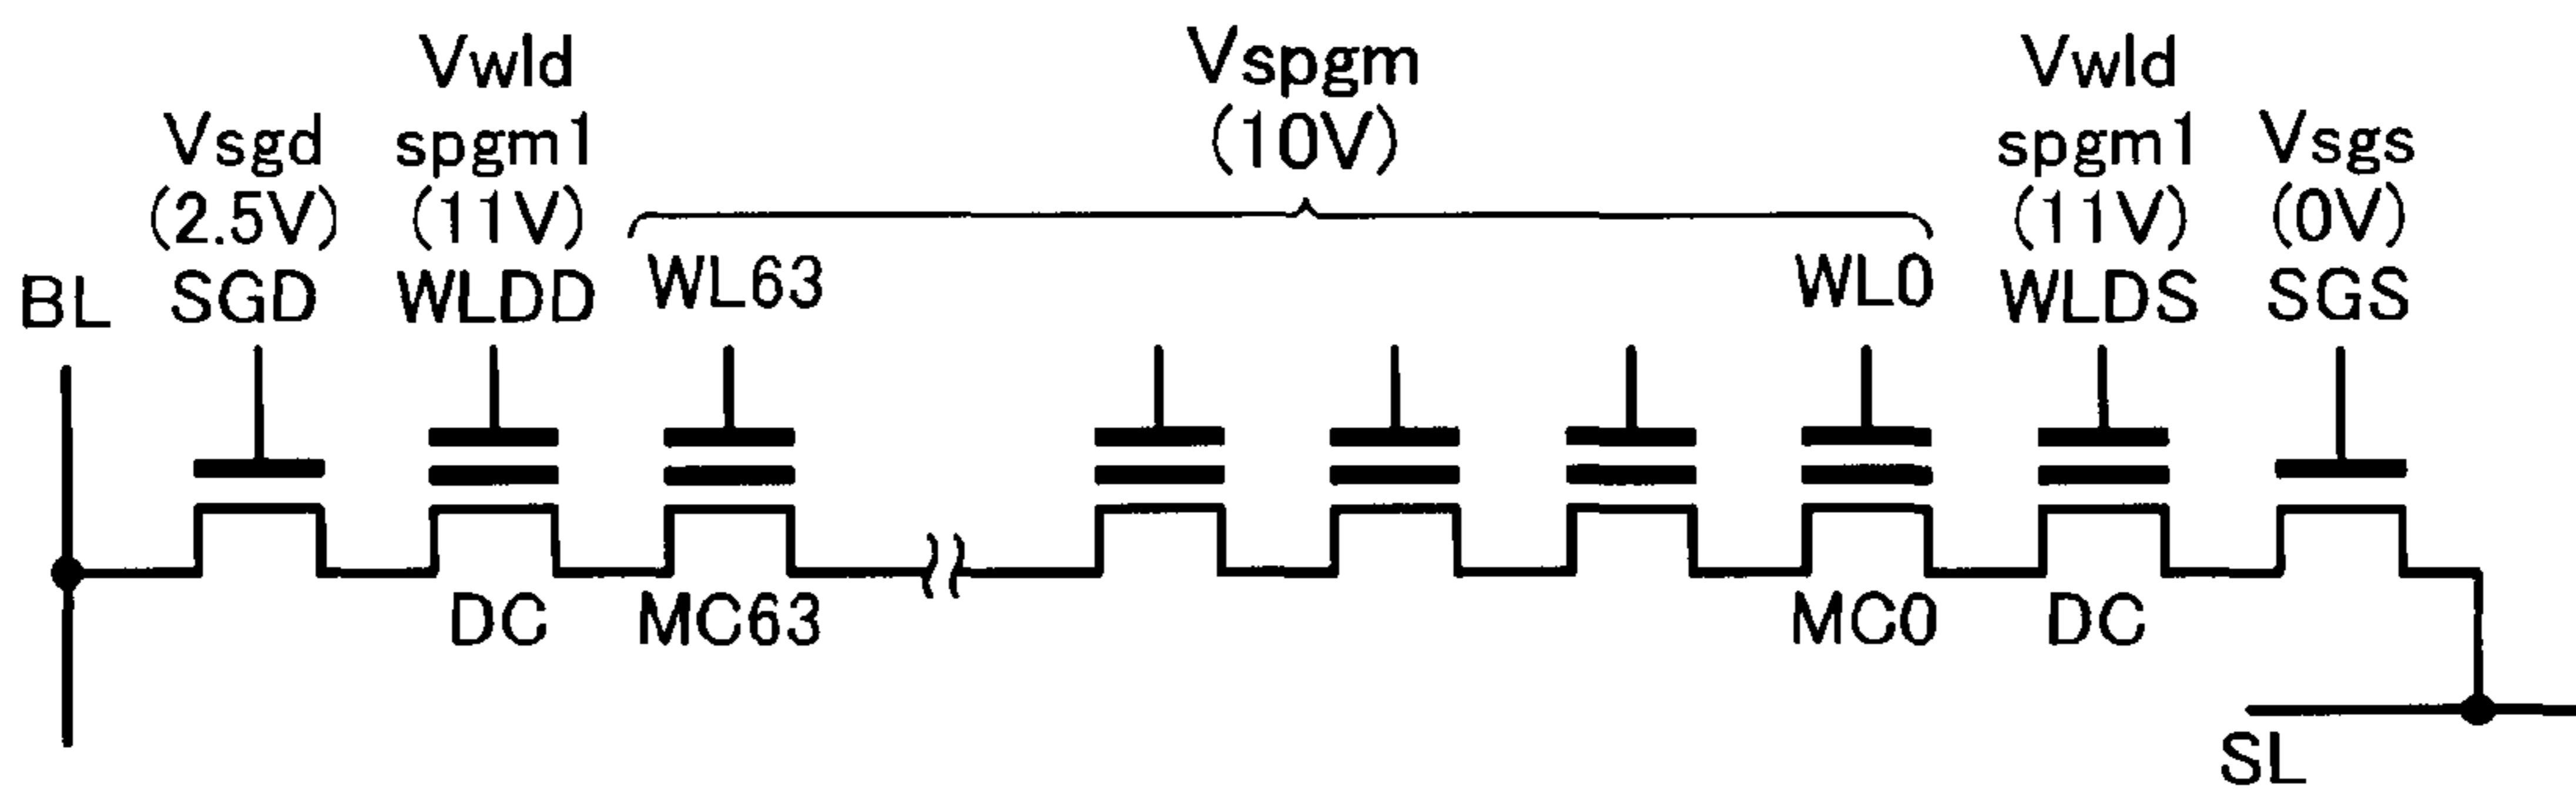 Vwld
spgm1
(11V)
WLDD
Vsgd
(2.5V)
SGD
BL
Vspgm
(10V)
WL63
WL0
Vwld
spgm1
(11V)
WLDS
Vsgs
(0V)
SGS
DC
MC63
MC0
DC
SL